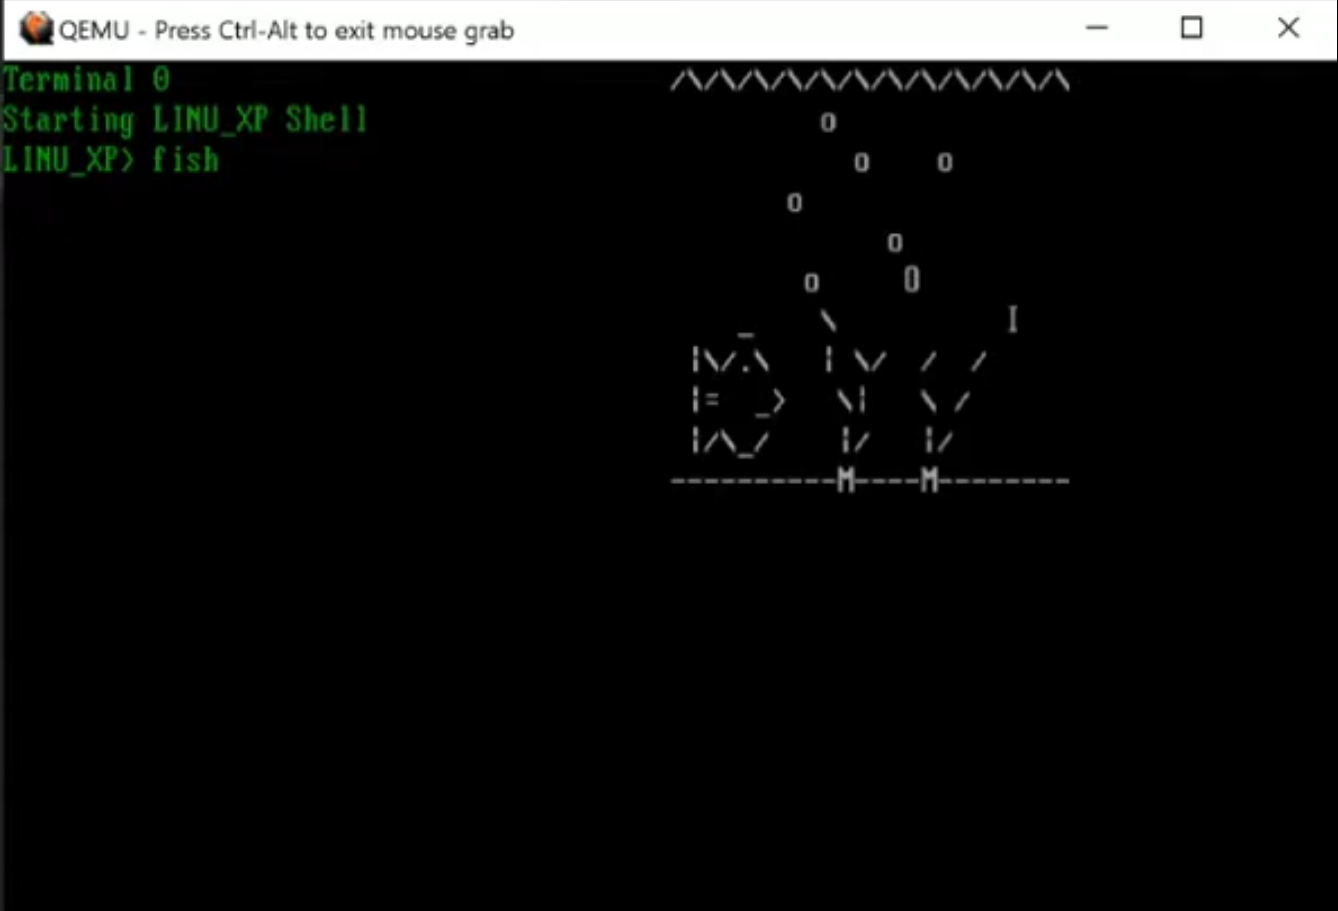 QEMU - Press Ctrl-Alt to exit mouse grab
Terminal 0
Starting LINU_XP Shell
LINU_XP> fish